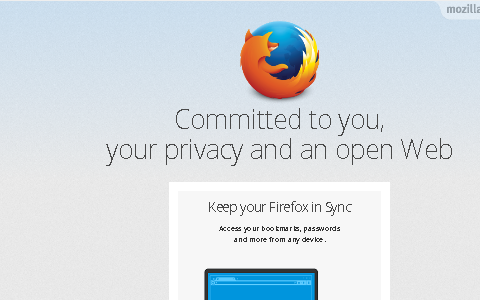 mozilla
Committed to you,
your privacy and an open Web
Keep your Firefox in Sync
Access your bookmarks, passwords
and more from any device.